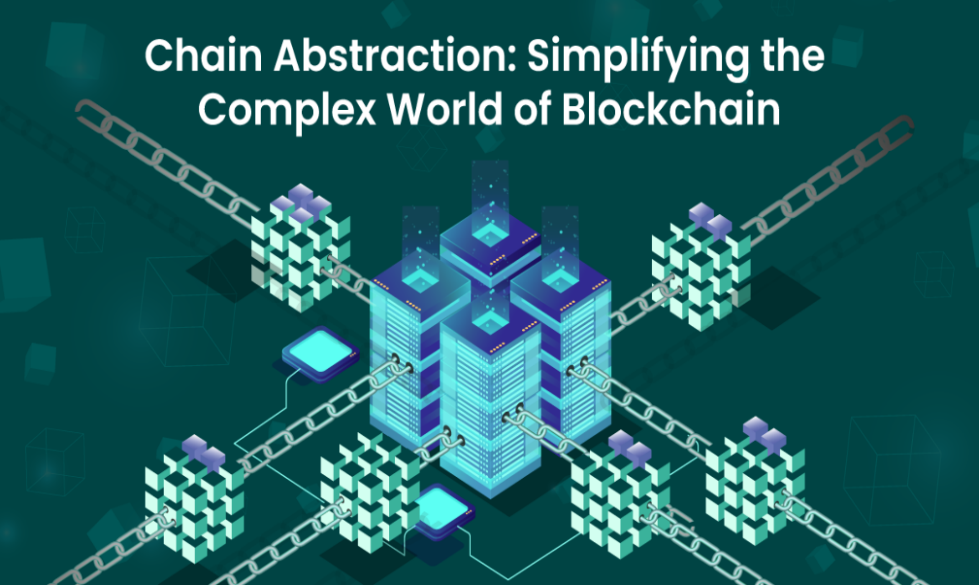 Chain Abstraction: Simplifying the
Complex World of Blockchain